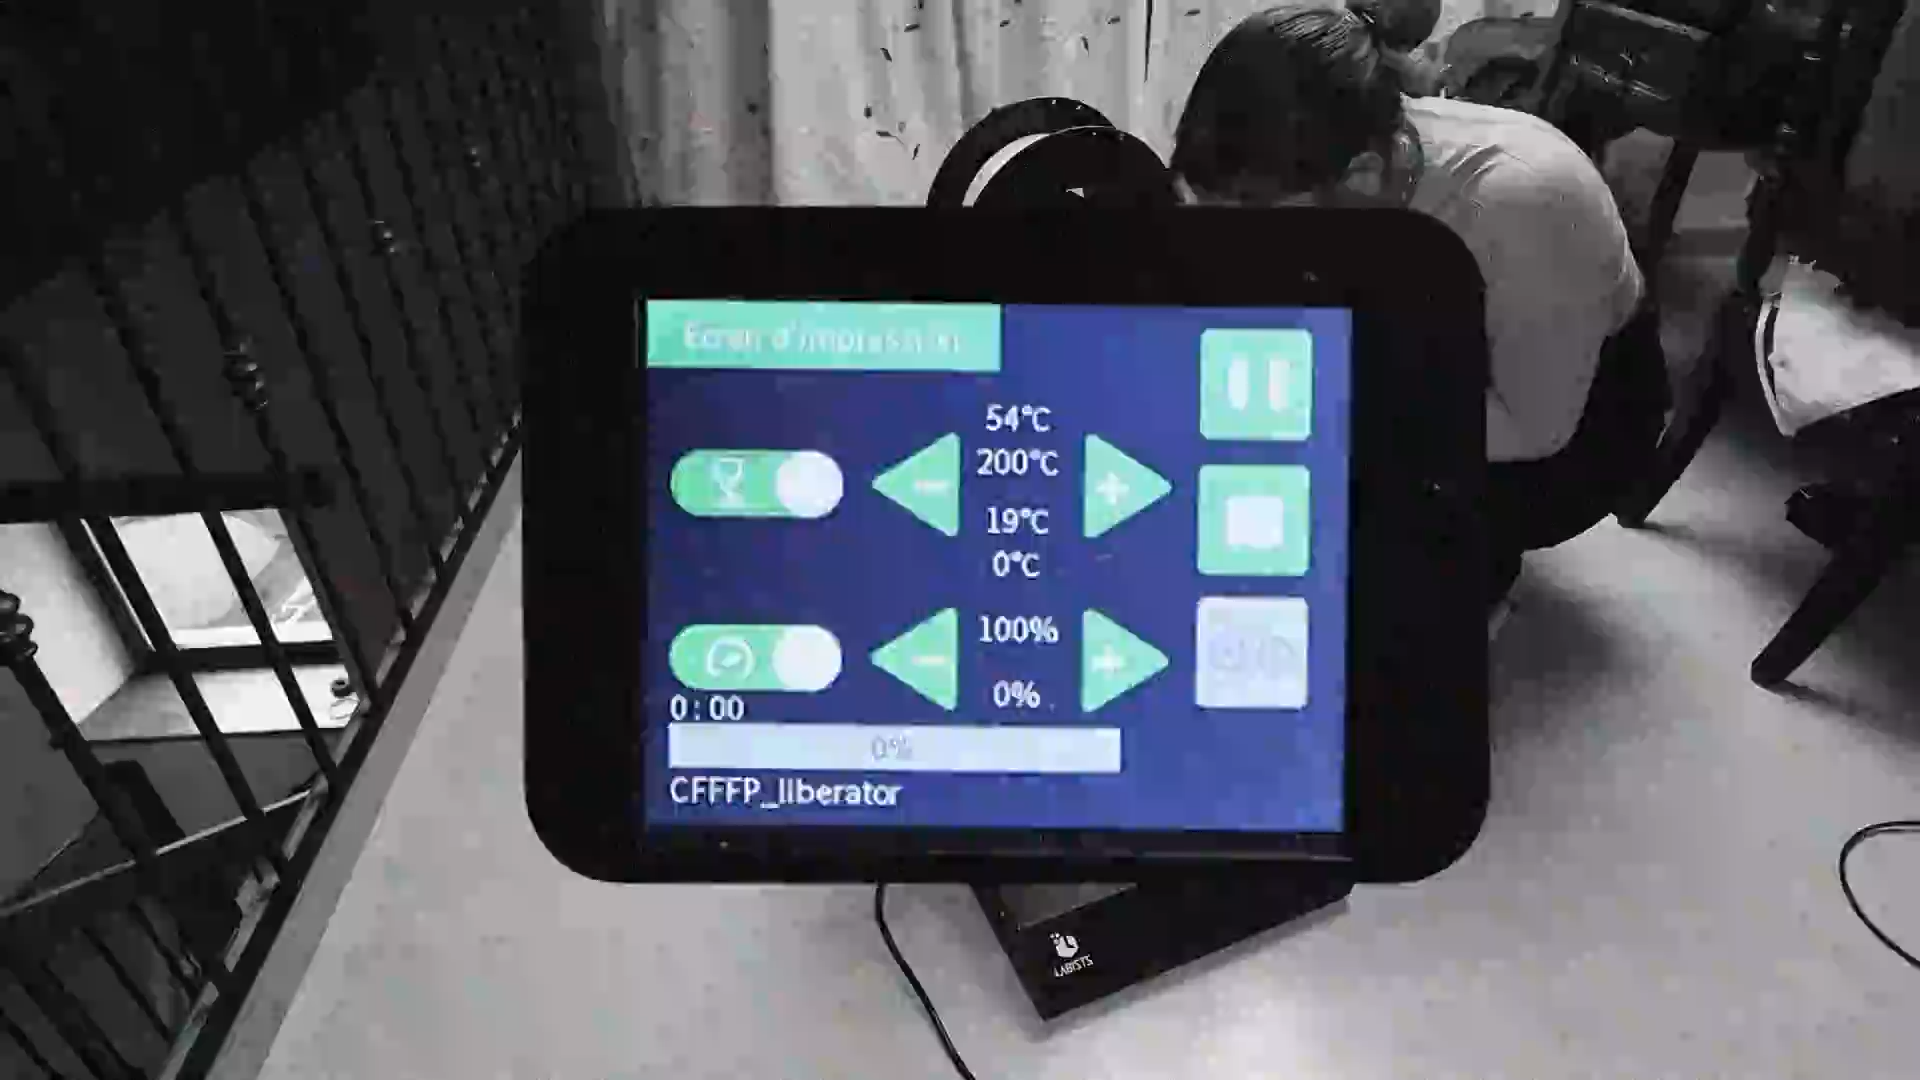 Ecran d'impression
54°C
200°C
19°C
0°C
100%
0%
0:00
0%
CFFFP_liberator
LABISTS